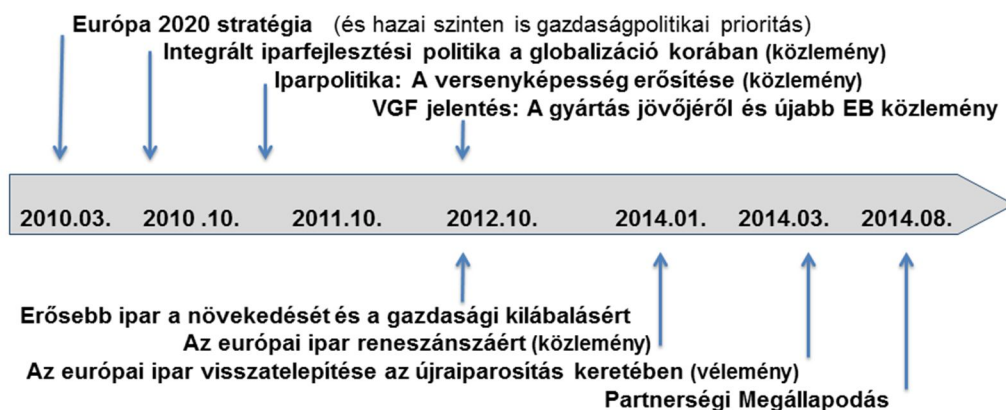 Európa 2020 stratégia (és hazai szinten is gazdaságpolitikai prioritás)
Integrált iparfejlesztési politika a globalizáció korában (közlemény)
Iparpolitika: A versenyképesség erősítése (közlemény)
VGF jelentés: A gyártás jövőjéről és újabb EB közlemény
2010.03. 2010 .10. 2011.10. 2012.10. 2014.01. 2014.03. 2014.08.
Erősebb ipar a növekedését és a gazdasági kilábalásért
Az európai ipar reneszánszáért (közlemény)
Az európai ipar visszatelepítése az újraiparosítás keretében (vélemény)
Partnerségi Megállapodás